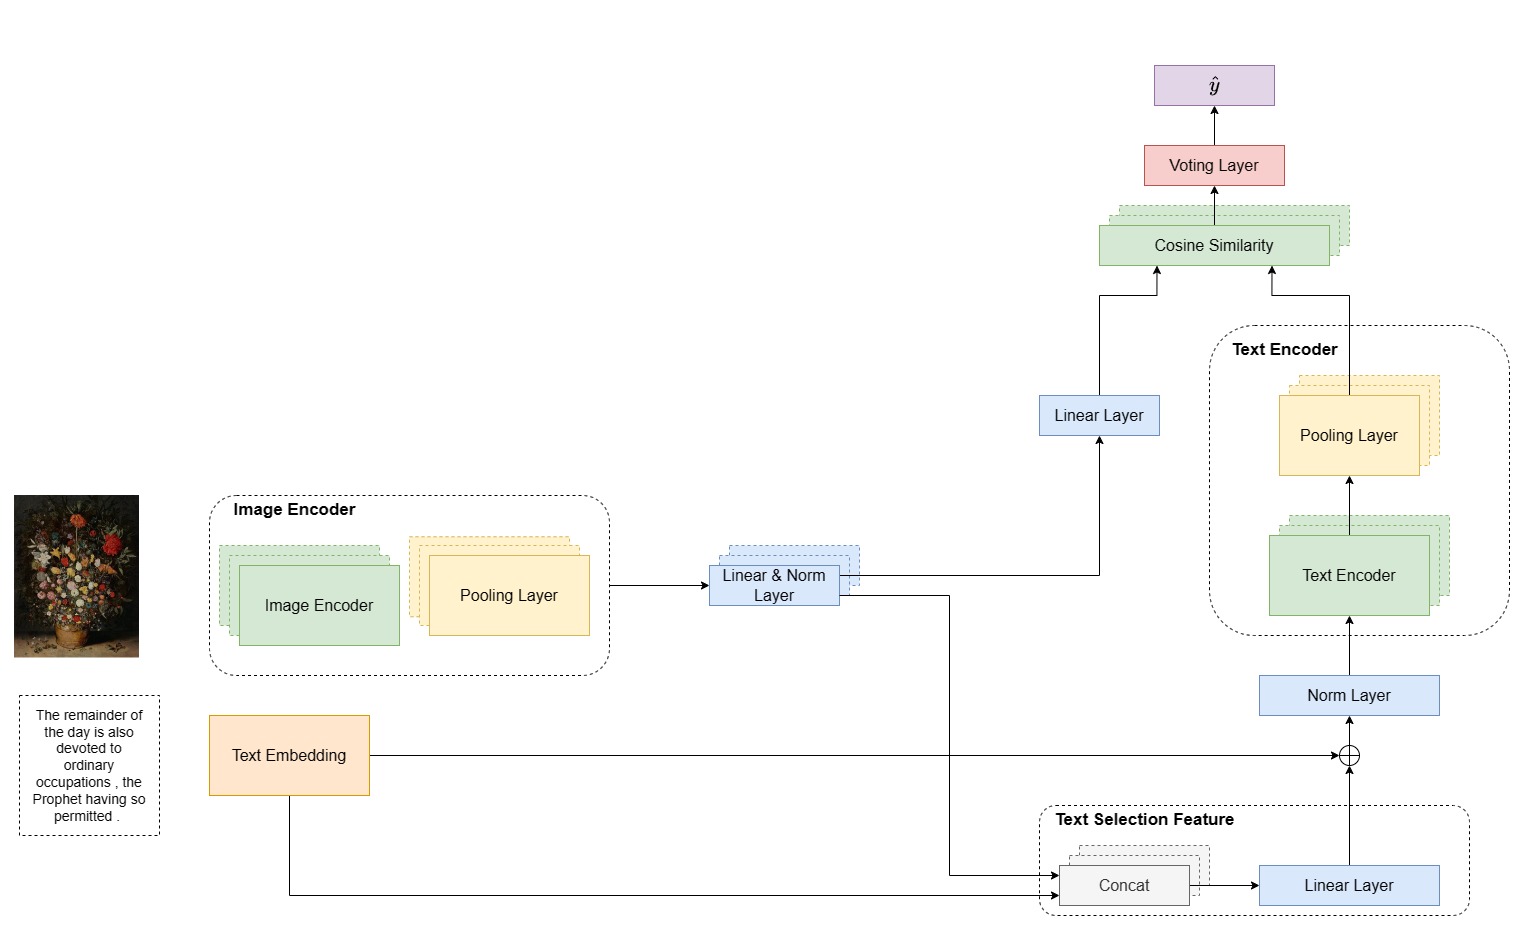 ŷ
Voting Layer
Cosine Similarity
Text Encoder
Linear Layer
Pooling Layer
Image Encoder
Image Encoder
Pooling Layer
Linear & Norm
Layer
Text Encoder
Norm Layer
The remainder of
the day is also
devoted to
ordinary
occupations , the
Prophet having so
permitted .
Text Embedding
Text Selection Feature
Concat
Linear Layer